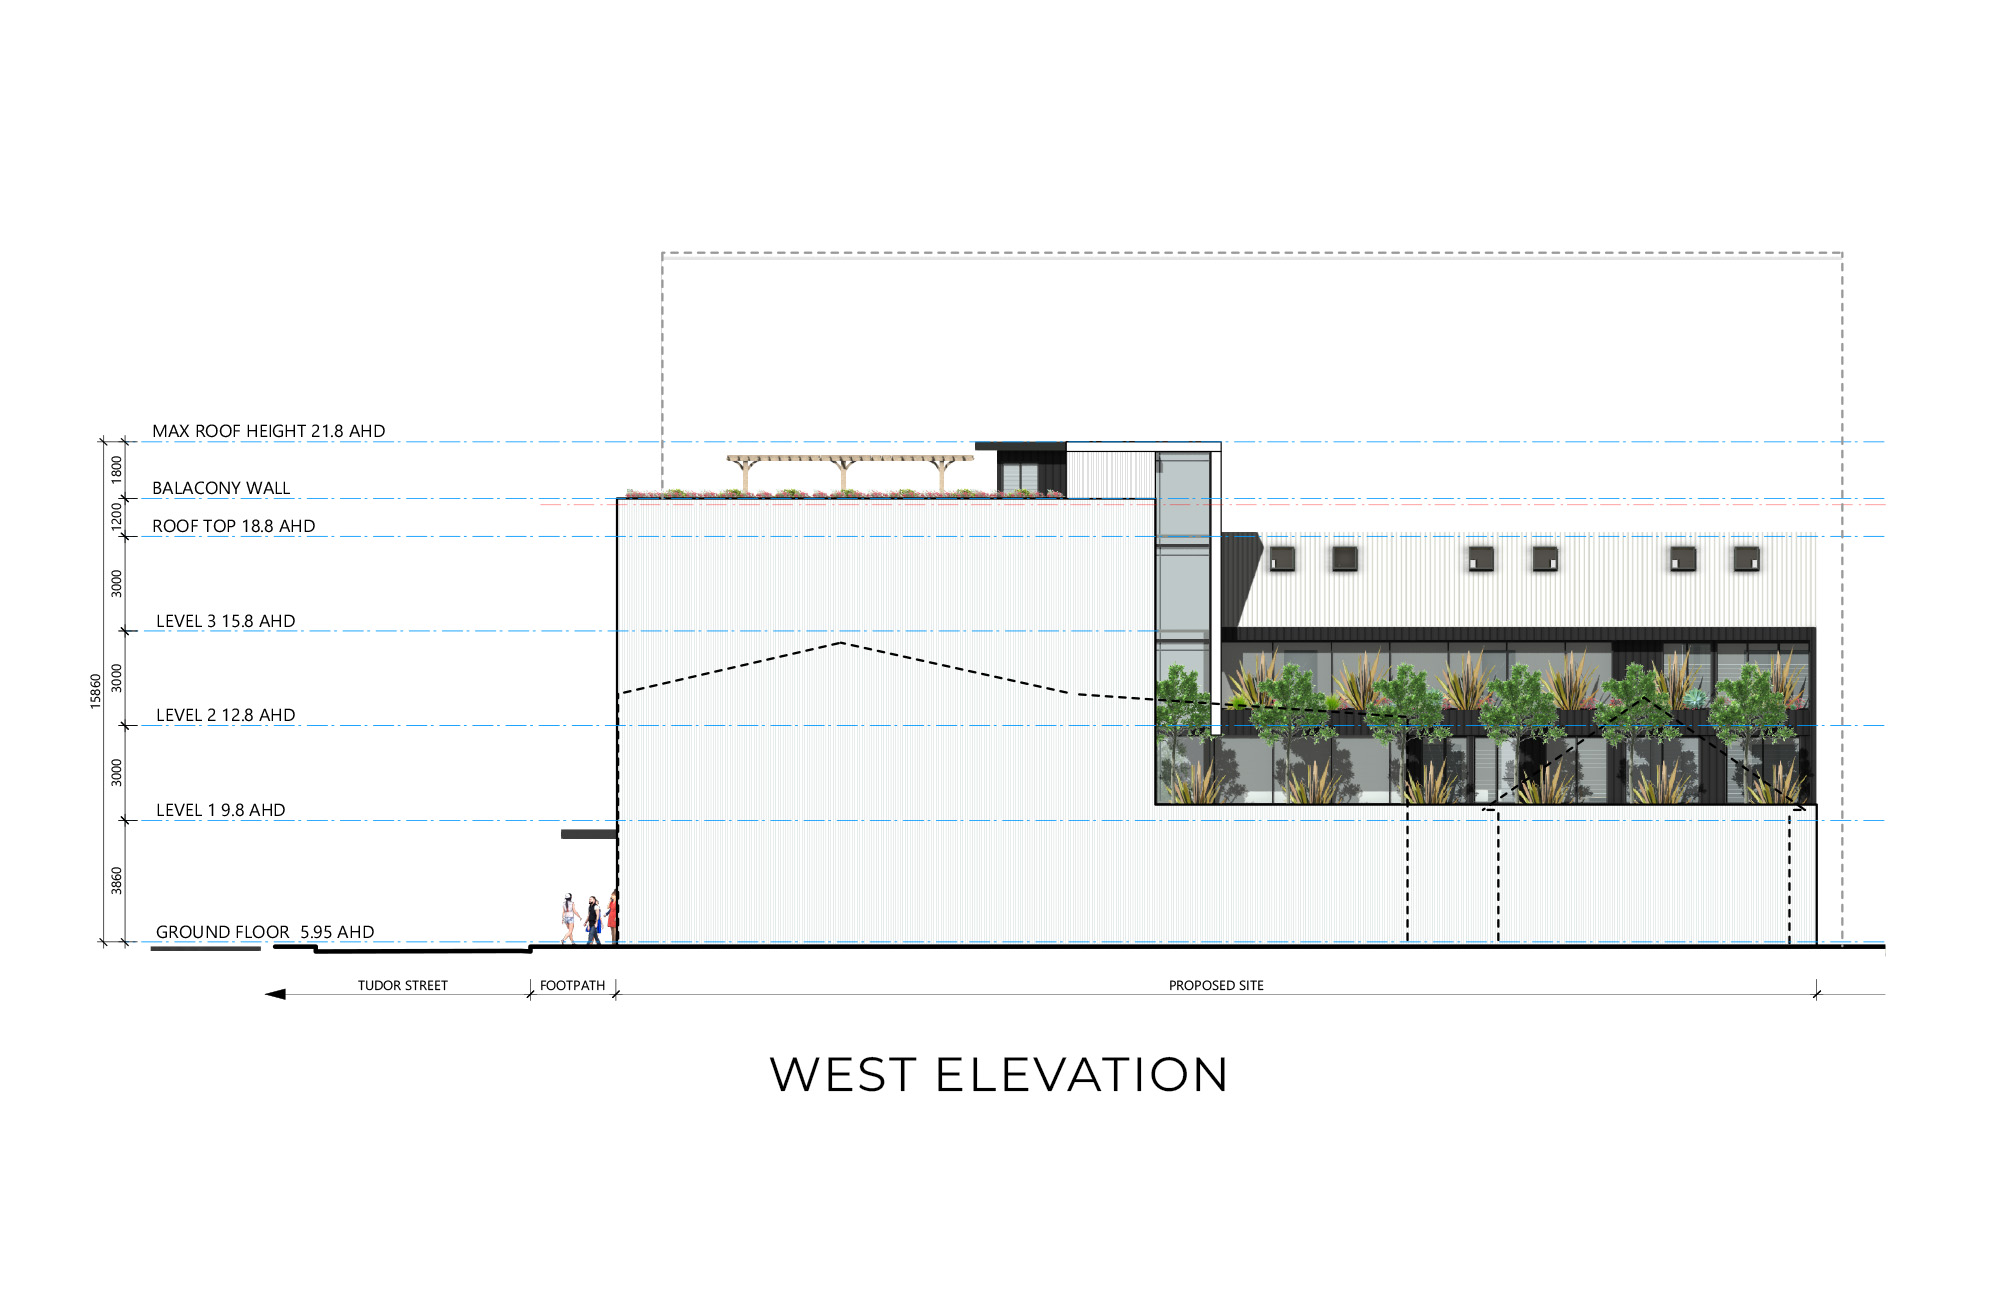 MAX ROOF HEIGHT 21.8 AHD
1800
BALACONY WALL
1200
ROOF TOP 18.8 AHD
3000
LEVEL 3 15.8 AHD
3000
15860
LEVEL 2 12.8 AHD
3000
LEVEL 1 9.8 AHD
3860
GROUND FLOOR 5.95 AHD
TUDOR STREET FOOTPATH PROPOSED SITE
WEST ELEVATION